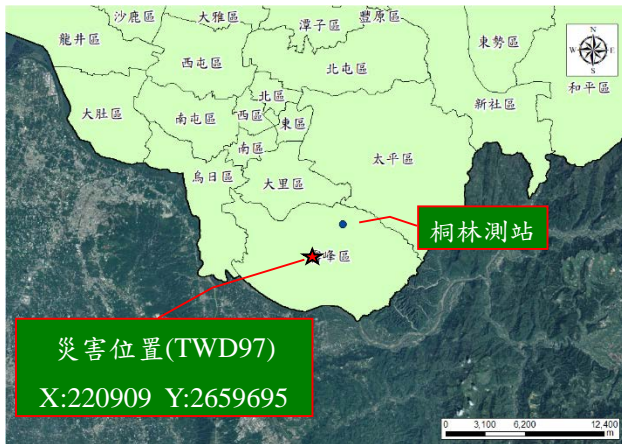 沙鹿區
大雅區
潭子區
豐原區
龍井區
東勢區
N
W E
S
西屯區
北屯區
和平區
大肚區
北區
新社區
南屯區
西區
東區
南區
太平區
烏日區
大里區
桐林測站
峰區
災害位置(TWD97)
X:220909 Y:2659695
0 3,100 6,200 12,400
m